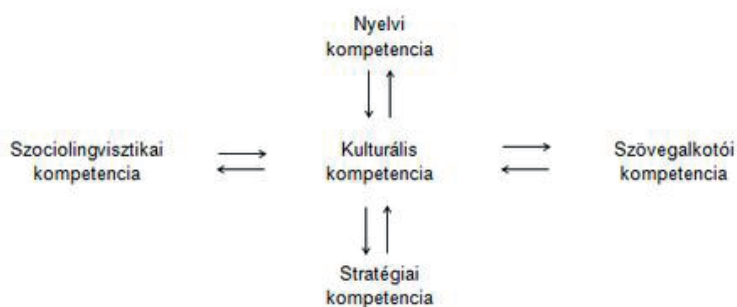 Nyelvi
kompetencia
Szociolingvisztikai
kompetencia
Kulturális
kompetencia
Szövegalkotói
kompetencia
Stratégiai
kompetencia